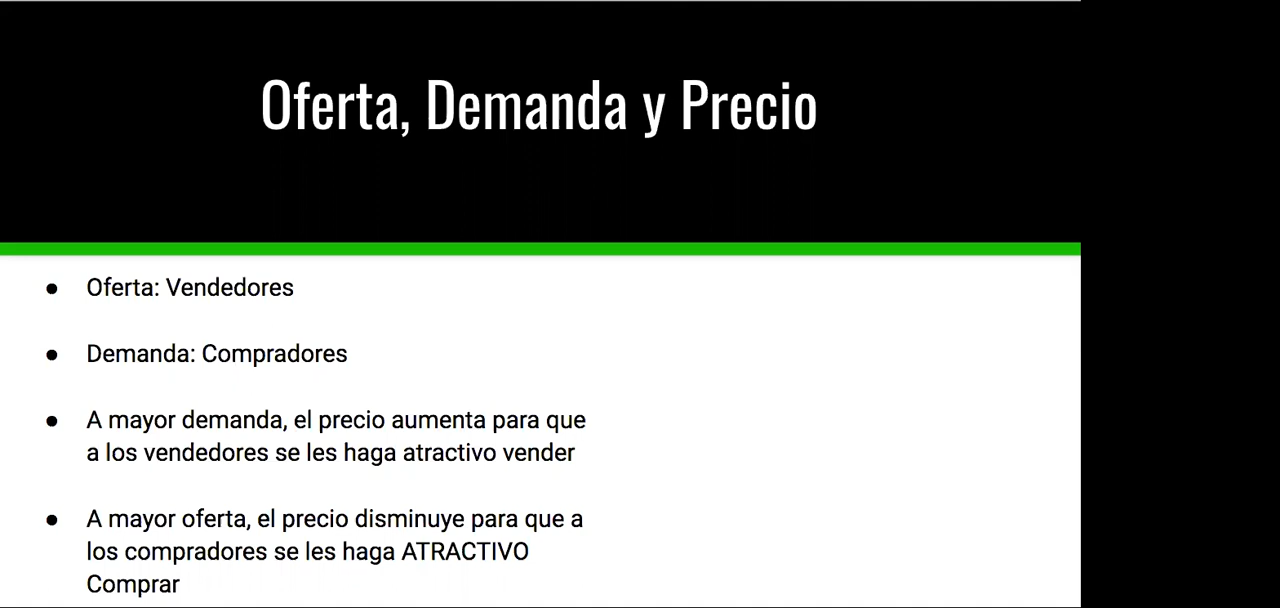 Oferta, Demanda y Precio
● Oferta: Vendedores
● Demanda: Compradores
● A mayor demanda, el precio aumenta para que
a los vendedores se les haga atractivo vender
● A mayor oferta, el precio disminuye para que a
los compradores se les haga ATRACTIVO
Comprar